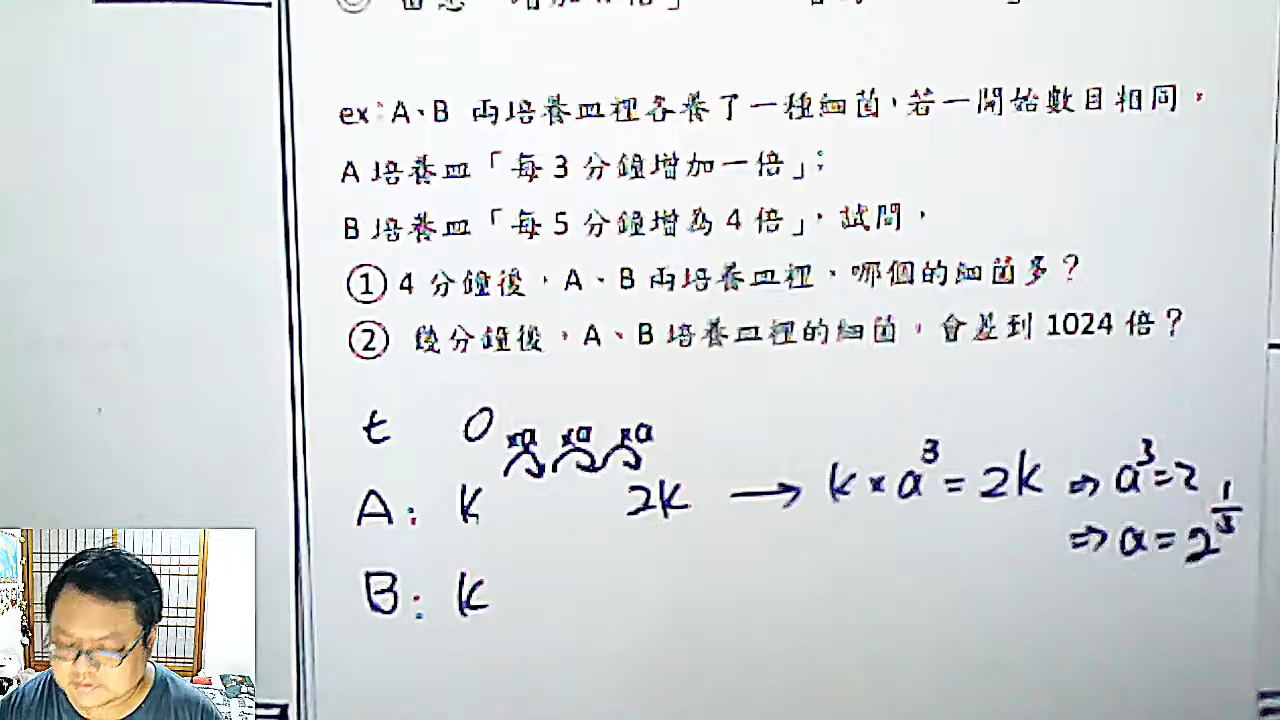 ex:A、B 兩培養皿裡各養了一種細菌,若一開始數目相同,
A 培養皿「每 3 分鐘增加一倍」;
B 培養皿「每 5 分鐘增為 4 倍」,試問,
① 4 分鐘後,A、B 兩培養皿裡,哪個的細菌多?
② 幾分鐘後,A、B 培養皿裡的細菌,會差到 1024 倍?
t 0 ×a ×a ×a
A: k 2k → k×a³=2k ⇒ a³=2
⇒ a=2^{1/3}
B: k